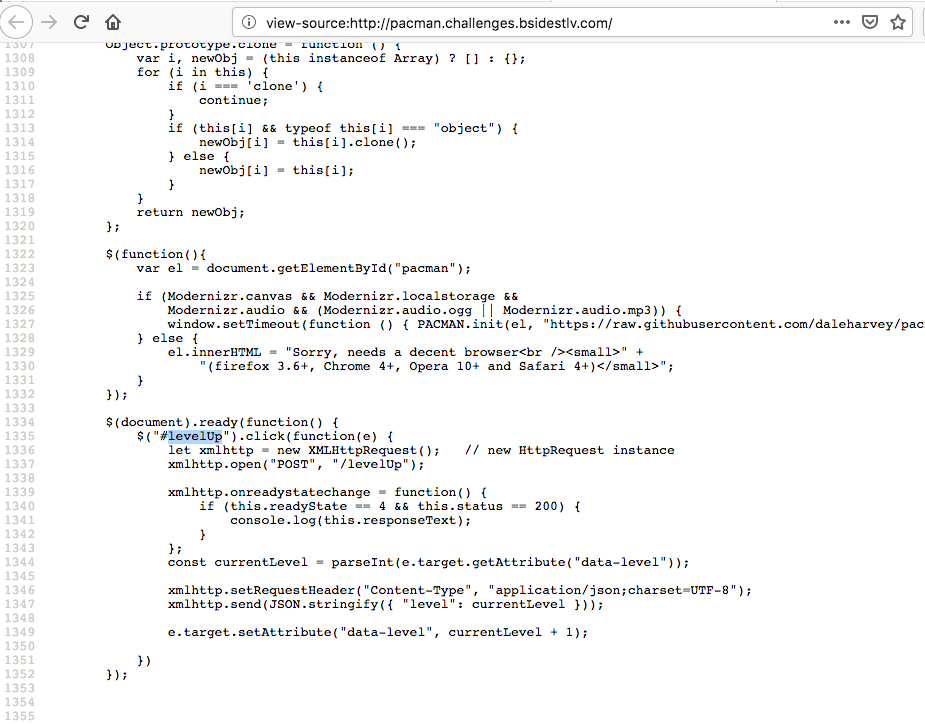 view-source:http://pacman.challenges.bsidestlv.com/
1307 Object.prototype.clone = function () {
1308 var i, newObj = (this instanceof Array) ? [] : {};
1309 for (i in this) {
1310 if (i === 'clone') {
1311 continue;
1312 }
1313 if (this[i] && typeof this[i] === "object") {
1314 newObj[i] = this[i].clone();
1315 } else {
1316 newObj[i] = this[i];
1317 }
1318 }
1319 return newObj;
1320 };
1321
1322 $(function(){
1323 var el = document.getElementById("pacman");
1324
1325 if (Modernizr.canvas && Modernizr.localstorage &&
1326 Modernizr.audio && (Modernizr.audio.ogg || Modernizr.audio.mp3)) {
1327 window.setTimeout(function () { PACMAN.init(el, "https://raw.githubusercontent.com/daleharvey/pac
1328 } else {
1329 el.innerHTML = "Sorry, needs a decent browser<br /><small>" +
1330 "(firefox 3.6+, Chrome 4+, Opera 10+ and Safari 4+)</small>";
1331 }
1332 });
1333
1334 $(document).ready(function() {
1335 $("#levelUp").click(function(e) {
1336 let xmlhttp = new XMLHttpRequest(); // new HttpRequest instance
1337 xmlhttp.open("POST", "/levelUp");
1338
1339 xmlhttp.onreadystatechange = function() {
1340 if (this.readyState == 4 && this.status == 200) {
1341 console.log(this.responseText);
1342 }
1343 };
1344 const currentLevel = parseInt(e.target.getAttribute("data-level"));
1345
1346 xmlhttp.setRequestHeader("Content-Type", "application/json;charset=UTF-8");
1347 xmlhttp.send(JSON.stringify({ "level": currentLevel }));
1348
1349 e.target.setAttribute("data-level", currentLevel + 1);
1350
1351 })
1352 });
1353
1354
1355